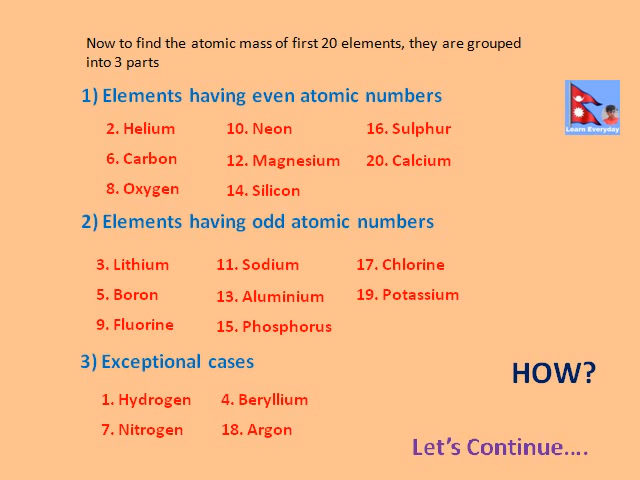 Now to find the atomic mass of first 20 elements, they are grouped
into 3 parts
1) Elements having even atomic numbers
2. Helium 10. Neon 16. Sulphur
6. Carbon 12. Magnesium 20. Calcium
8. Oxygen 14. Silicon
Learn Everyday
2) Elements having odd atomic numbers
3. Lithium 11. Sodium 17. Chlorine
5. Boron 13. Aluminium 19. Potassium
9. Fluorine 15. Phosphorus
3) Exceptional cases
HOW?
1. Hydrogen 4. Beryllium
7. Nitrogen 18. Argon
Let's Continue....